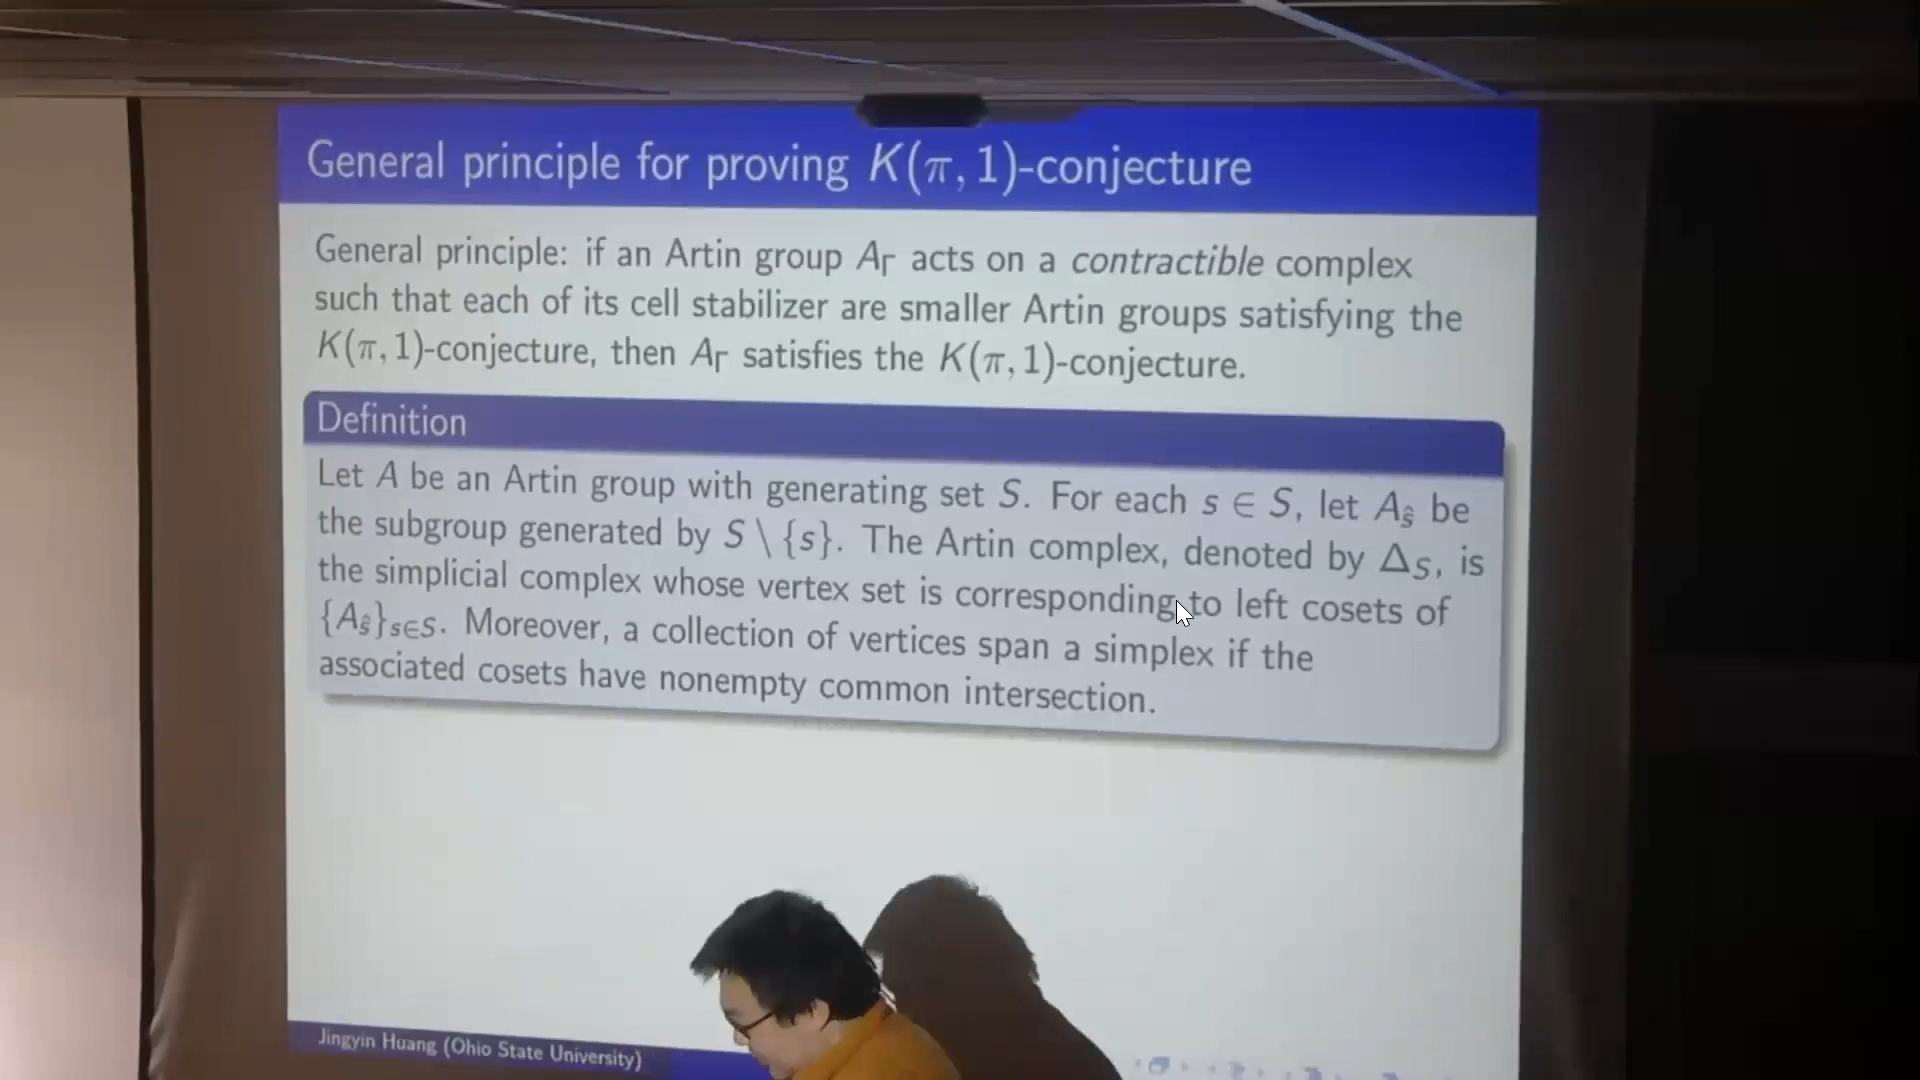 General principle for proving K(π, 1)-conjecture
General principle: if an Artin group A_Γ acts on a contractible complex
such that each of its cell stabilizer are smaller Artin groups satisfying the
K(π, 1)-conjecture, then A_Γ satisfies the K(π, 1)-conjecture.
Definition
Let A be an Artin group with generating set S. For each s ∈ S, let A_ŝ be
the subgroup generated by S \ {s}. The Artin complex, denoted by Δ_S, is
the simplicial complex whose vertex set is corresponding to left cosets of
{A_ŝ}_{s∈S}. Moreover, a collection of vertices span a simplex if the
associated cosets have nonempty common intersection.
Jingyin Huang (Ohio State University)